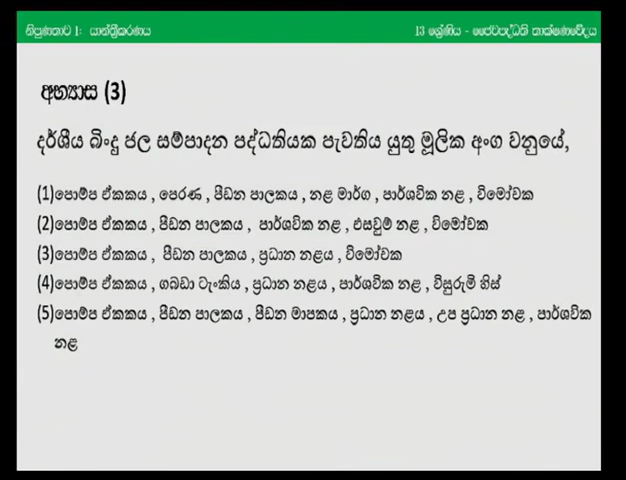 නිපුණතාව 1: යාන්ත්‍රීකරණය
13 ශ්‍රේණිය - ජෛවපද්ධති තාක්ෂණවේදය
අභ්‍යාස (3)
දර්ශීය බිංදු ජල සම්පාදන පද්ධතියක පැවතිය යුතු මූලික අංග වනුයේ,
(1)පොම්ප ඒකකය , පෙරණ , පීඩන පාලකය , නළ මාර්ග , පාර්ශවික නළ , විමෝචක
(2)පොම්ප ඒකකය , පීඩන පාලකය , පාර්ශවික නළ , එසවුම් නළ , විමෝචක
(3)පොම්ප ඒකකය , පීඩන පාලකය , ප්‍රධාන නළය , විමෝචක
(4)පොම්ප ඒකකය , ගබඩා ටැංකිය , ප්‍රධාන නළය , පාර්ශවික නළ , විසුරුම් හිස්
(5)පොම්ප ඒකකය , පීඩන පාලකය , පීඩන මාපකය , ප්‍රධාන නළය , උප ප්‍රධාන නළ , පාර්ශවික
නළ